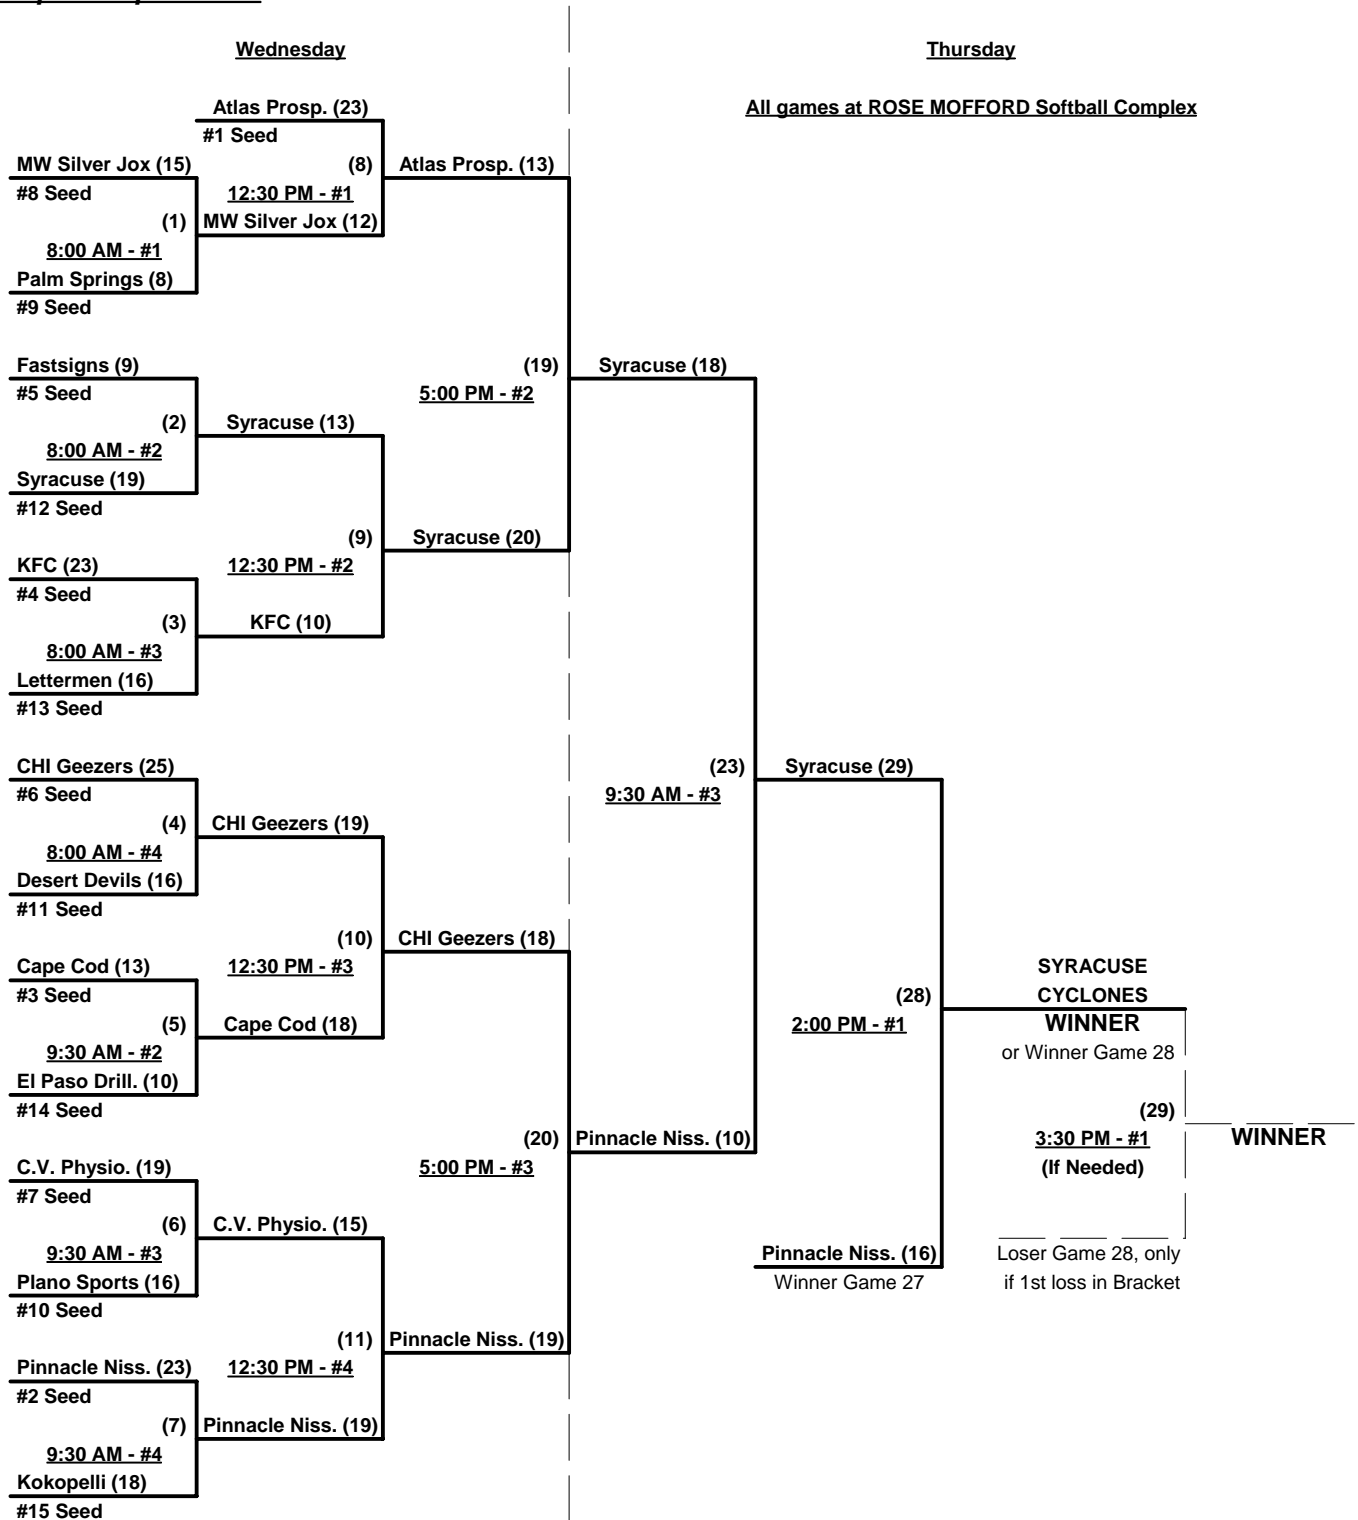 Wednesday
Thursday
Atlas Prosp. (23)
All games at ROSE MOFFORD Softball Complex
#1 Seed
MW Silver Jox (15)
(8)
Atlas Prosp. (13)
#8 Seed
12:30 PM - #1
(1)
MW Silver Jox (12)
8:00 AM - #1
Palm Springs (8)
#9 Seed
Fastsigns (9)
(19)
Syracuse (18)
#5 Seed
5:00 PM - #2
(2)
Syracuse (13)
8:00 AM - #2
Syracuse (19)
#12 Seed
(9)
Syracuse (20)
KFC (23)
12:30 PM - #2
#4 Seed
(3)
KFC (10)
8:00 AM - #3
Lettermen (16)
#13 Seed
CHI Geezers (25)
(23)
Syracuse (29)
#6 Seed
9:30 AM - #3
(4)
CHI Geezers (19)
8:00 AM - #4
Desert Devils (16)
#11 Seed
(10)
CHI Geezers (18)
Cape Cod (13)
12:30 PM - #3
SYRACUSE
#3 Seed
(28)
CYCLONES
(5)
Cape Cod (18)
2:00 PM - #1
WINNER
9:30 AM - #2
or Winner Game 28
El Paso Drill. (10)
#14 Seed
(29)
(20)
Pinnacle Niss. (10)
3:30 PM - #1
WINNER
C.V. Physio. (19)
5:00 PM - #3
(If Needed)
#7 Seed
(6)
C.V. Physio. (15)
9:30 AM - #3
Pinnacle Niss. (16)
Loser Game 28, only
Plano Sports (16)
Winner Game 27
if 1st loss in Bracket
#10 Seed
(11)
Pinnacle Niss. (19)
Pinnacle Niss. (23)
12:30 PM - #4
#2 Seed
(7)
Pinnacle Niss. (19)
9:30 AM - #4
Kokopelli (18)
#15 Seed